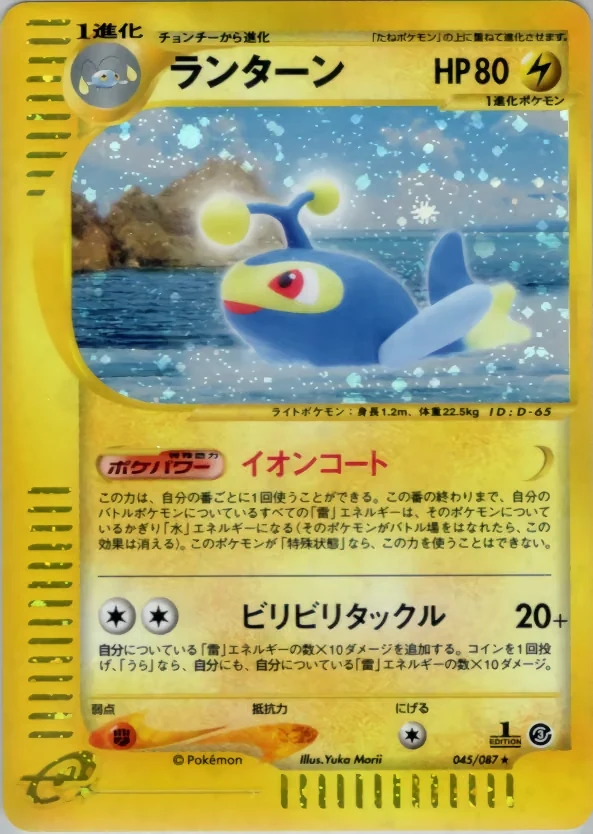 1進化
チョンチーから進化
「たねポケモン」の上に重ねて進化させます。
ランターン
HP80
1進化ポケモン
ライトポケモン：身長1.2m、体重22.5kg ID:D-65
特殊能力
ポケパワー
イオンコート
この力は、自分の番ごとに1回使うことができる。この番の終わりまで、自分の
バトルポケモンについているすべての「雷」エネルギーは、そのポケモンについて
いるかぎり「水」エネルギーになる(そのポケモンがバトル場をはなれたら、この
効果は消える)。このポケモンが「特殊状態」なら、この力を使うことはできない。
ビリビリタックル
20+
自分についている「雷」エネルギーの数×10ダメージを追加する。コインを1回投
げ、「うら」なら、自分にも、自分についている「雷」エネルギーの数×10ダメージ。
弱点
抵抗力
にげる
1
EDITION
3
© Pokémon
Illus.Yuka Morii
045/087★
e